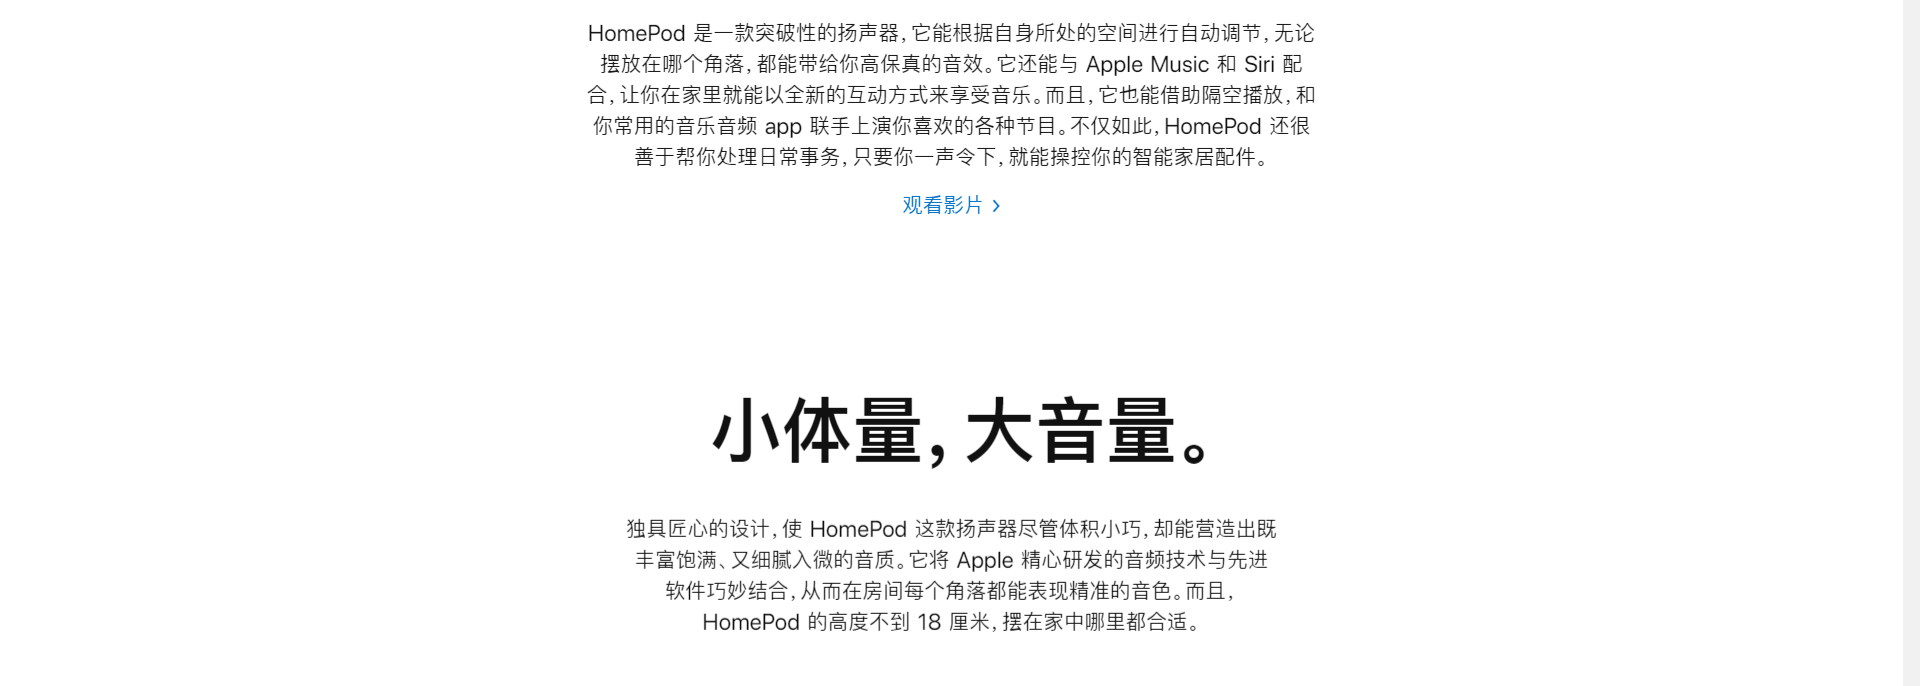 HomePod 是一款突破性的扬声器，它能根据自身所处的空间进行自动调节，无论
摆放在哪个角落，都能带给你高保真的音效。它还能与 Apple Music 和 Siri 配
合，让你在家里就能以全新的互动方式来享受音乐。而且，它也能借助隔空播放，和
你常用的音乐音频 app 联手上演你喜欢的各种节目。不仅如此，HomePod 还很
善于帮你处理日常事务，只要你一声令下，就能操控你的智能家居配件。
观看影片 >
小体量，大音量。
独具匠心的设计，使 HomePod 这款扬声器尽管体积小巧，却能营造出既
丰富饱满、又细腻入微的音质。它将 Apple 精心研发的音频技术与先进
软件巧妙结合，从而在房间每个角落都能表现精准的音色。而且，
HomePod 的高度不到 18 厘米，摆在家中哪里都合适。